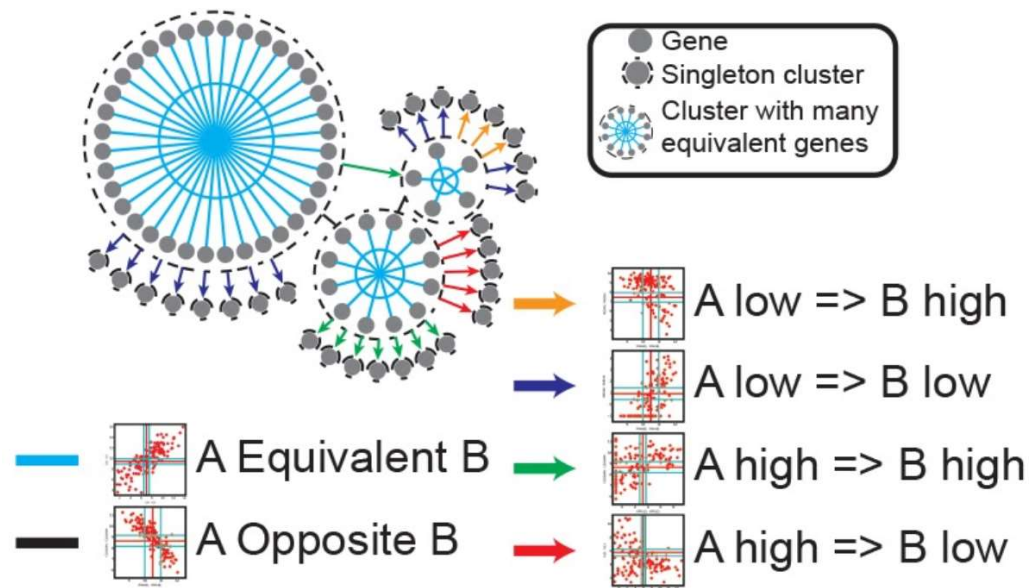 Gene
Singleton cluster
Cluster with many
equivalent genes
A low => B high
A low => B low
A Equivalent B
A high => B high
A Opposite B
A high => B low